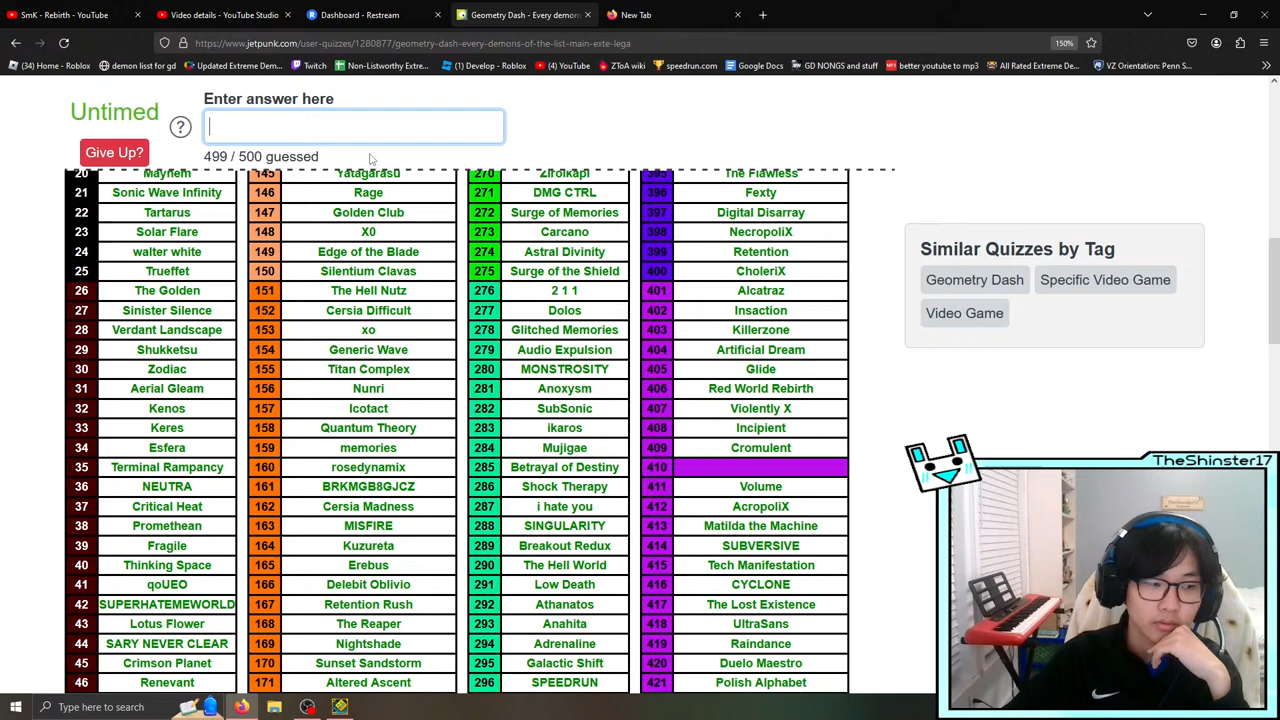 SmK - Rebirth - YouTube
Video details - YouTube Studio
Dashboard - Restream
Geometry Dash - Every demons
New Tab
https://www.jetpunk.com/user-quizzes/1280877/geometry-dash-every-demons-of-the-list-main-exte-lega
150%
(34) Home - Roblox
demon lisst for gd
Updated Extreme Dem...
Twitch
Non-Listworthy Extre...
(1) Develop - Roblox
(4) YouTube
ZToA wiki
speedrun.com
Google Docs
GD NONGS and stuff
better youtube to mp3
All Rated Extreme De...
VZ Orientation: Penn S...
Untimed
Give Up?
?
Enter answer here
499 / 500 guessed
20 Mayhem 145 Yatagarasu 270 Zirolkapi 395 The Flawless
21 Sonic Wave Infinity 146 Rage 271 DMG CTRL 396 Fexty
22 Tartarus 147 Golden Club 272 Surge of Memories 397 Digital Disarray
23 Solar Flare 148 X0 273 Carcano 398 NecropoliX
24 walter white 149 Edge of the Blade 274 Astral Divinity 399 Retention
25 Trueffet 150 Silentium Clavas 275 Surge of the Shield 400 CholeriX
26 The Golden 151 The Hell Nutz 276 2 1 1 401 Alcatraz
27 Sinister Silence 152 Cersia Difficult 277 Dolos 402 Insaction
28 Verdant Landscape 153 xo 278 Glitched Memories 403 Killerzone
29 Shukketsu 154 Generic Wave 279 Audio Expulsion 404 Artificial Dream
30 Zodiac 155 Titan Complex 280 MONSTROSITY 405 Glide
31 Aerial Gleam 156 Nunri 281 Anoxysm 406 Red World Rebirth
32 Kenos 157 Icotact 282 SubSonic 407 Violently X
33 Keres 158 Quantum Theory 283 ikaros 408 Incipient
34 Esfera 159 memories 284 Mujigae 409 Cromulent
35 Terminal Rampancy 160 rosedynamix 285 Betrayal of Destiny 410
36 NEUTRA 161 BRKMGB8GJCZ 286 Shock Therapy 411 Volume
37 Critical Heat 162 Cersia Madness 287 i hate you 412 AcropoliX
38 Promethean 163 MISFIRE 288 SINGULARITY 413 Matilda the Machine
39 Fragile 164 Kuzureta 289 Breakout Redux 414 SUBVERSIVE
40 Thinking Space 165 Erebus 290 The Hell World 415 Tech Manifestation
41 qoUEO 166 Delebit Oblivio 291 Low Death 416 CYCLONE
42 SUPERHATEMEWORLD 167 Retention Rush 292 Athanatos 417 The Lost Existence
43 Lotus Flower 168 The Reaper 293 Anahita 418 UltraSans
44 SARY NEVER CLEAR 169 Nightshade 294 Adrenaline 419 Raindance
45 Crimson Planet 170 Sunset Sandstorm 295 Galactic Shift 420 Duelo Maestro
46 Renevant 171 Altered Ascent 296 SPEEDRUN 421 Polish Alphabet
Similar Quizzes by Tag
Geometry Dash
Specific Video Game
Video Game
TheShinster17
Type here to search